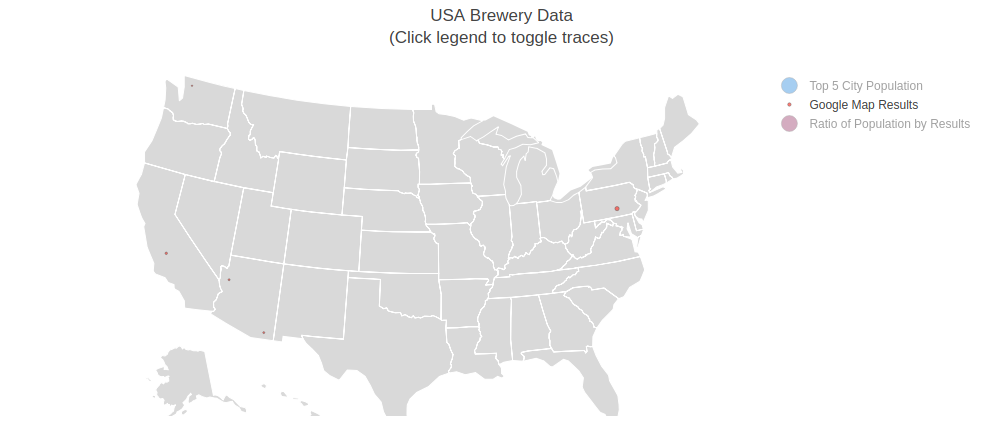 USA Brewery Data
(Click legend to toggle traces)
Top 5 City Population
Google Map Results
Ratio of Population by Results